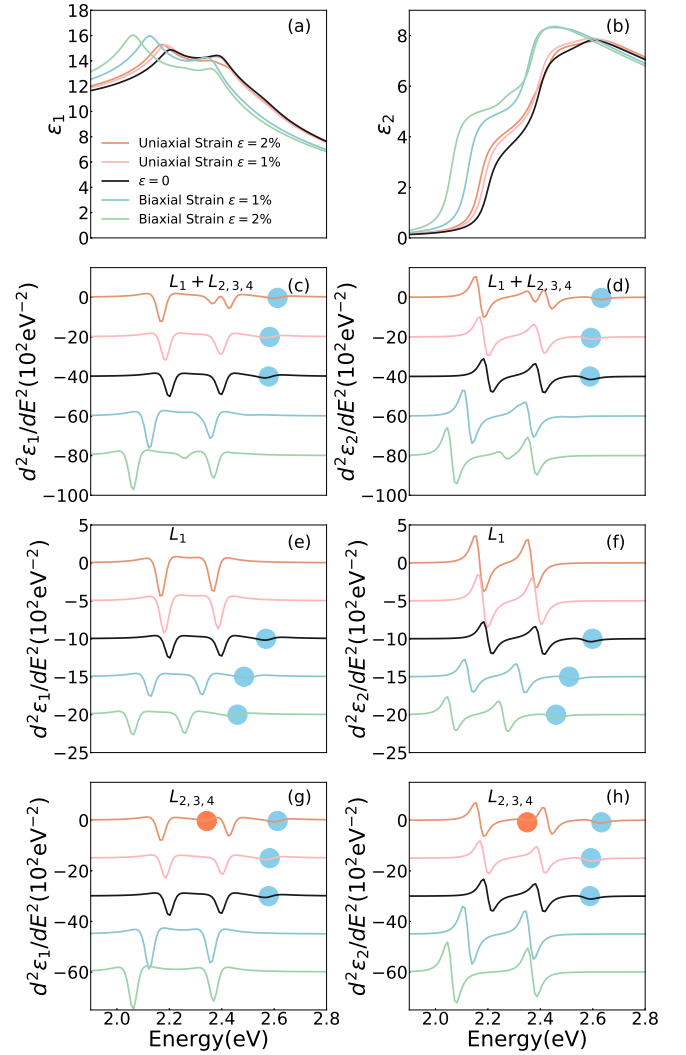 (a)
18
16
14
12
10
8
6
4
2
0
ε₁
Uniaxial Strain ε = 2%
Uniaxial Strain ε = 1%
ε = 0
Biaxial Strain ε = 1%
Biaxial Strain ε = 2%
(b)
8
6
4
2
0
ε₂
L₁ + L₂,₃,₄
(c)
0
−20
−40
−60
−80
−100
d²ε₁/dE²(10²eV⁻²)
L₁ + L₂,₃,₄
(d)
0
−20
−40
−60
−80
−100
d²ε₂/dE²(10²eV⁻²)
L₁
(e)
5
0
−5
−10
−15
−20
−25
d²ε₁/dE²(10²eV⁻²)
L₁
(f)
5
0
−5
−10
−15
−20
−25
d²ε₂/dE²(10²eV⁻²)
L₂,₃,₄
(g)
0
−20
−40
−60
d²ε₁/dE²(10²eV⁻²)
2.0
2.2
2.4
2.6
2.8
Energy(eV)
L₂,₃,₄
(h)
0
−20
−40
−60
d²ε₂/dE²(10²eV⁻²)
2.0
2.2
2.4
2.6
2.8
Energy(eV)